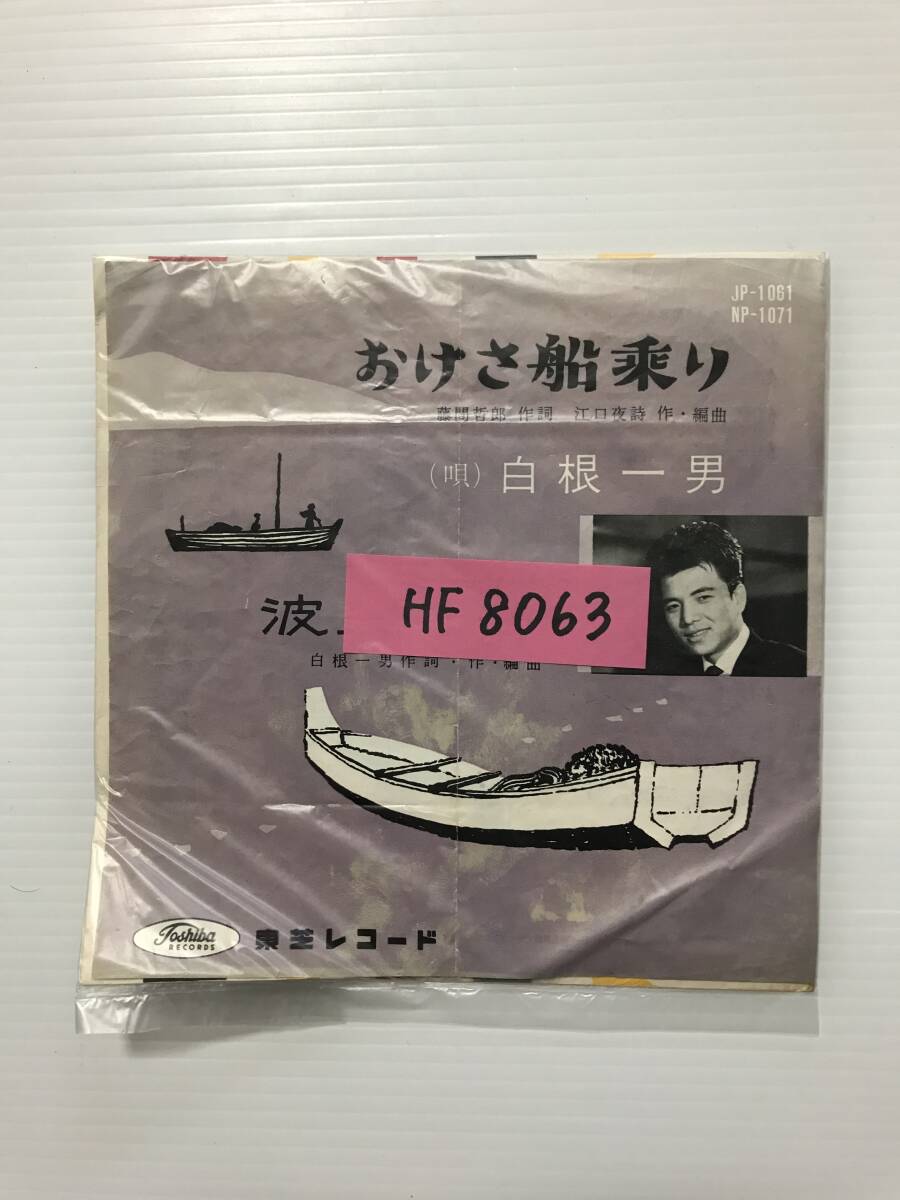 JP-1061
NP-1071
おけさ船乗り
藤間哲郎 作詞 江口夜詩 作・編曲
(唄) 白根一男
波
HF 8063
白根一男作詞・作・編曲
Toshiba
RECORDS
東芝レコード